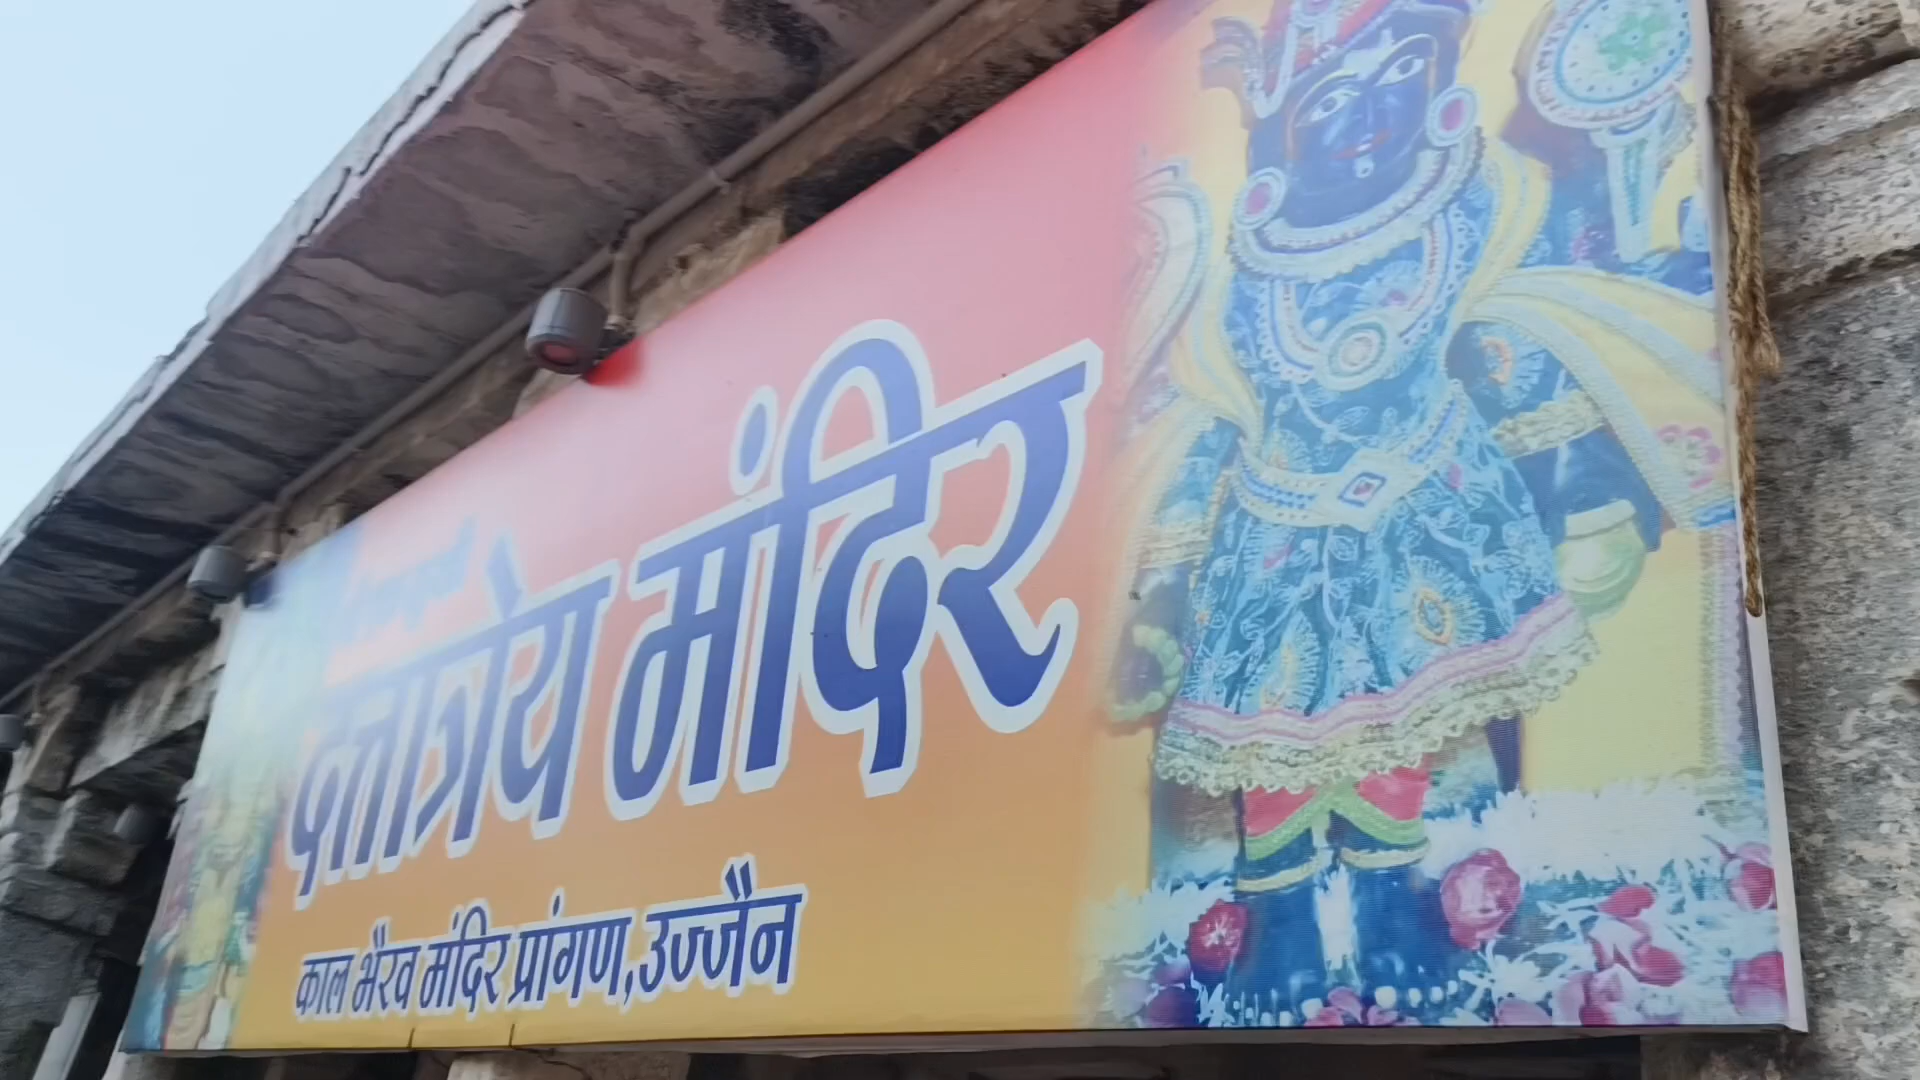 दत्तात्रेय मंदिर
काल भैरव मंदिर प्रांगण,उज्जैन